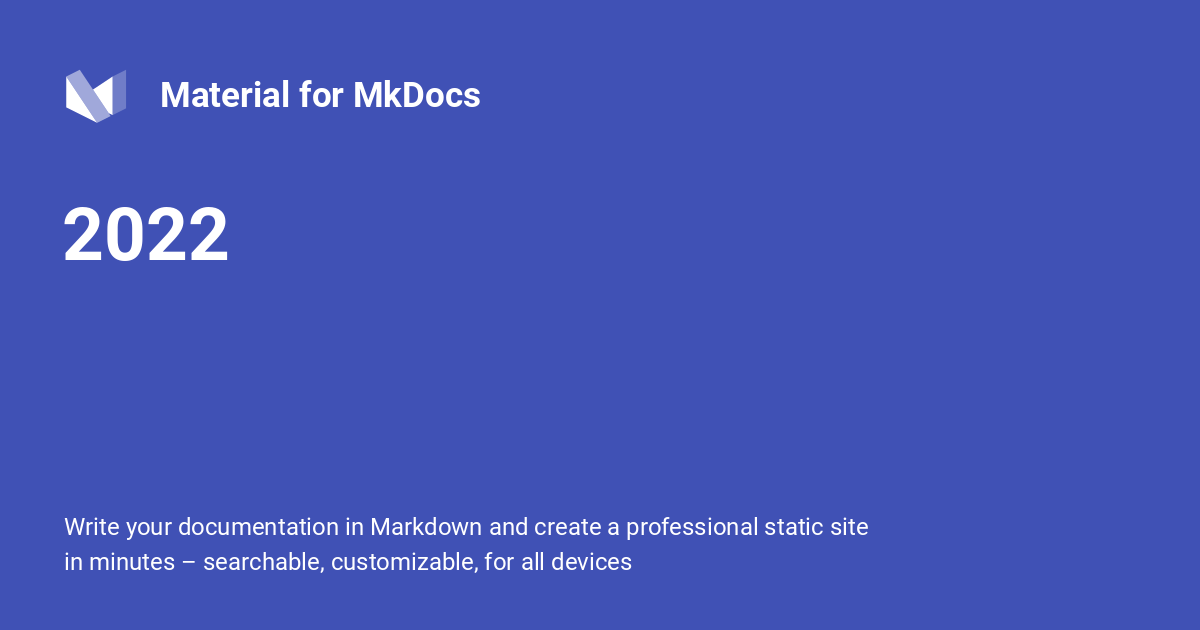 Material for MkDocs
2022
Write your documentation in Markdown and create a professional static site
in minutes – searchable, customizable, for all devices